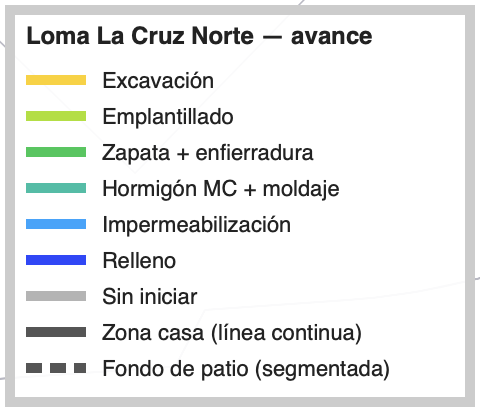 Loma La Cruz Norte — avance
Excavación
Emplantillado
Zapata + enfierradura
Hormigón MC + moldaje
Impermeabilización
Relleno
Sin iniciar
Zona casa (línea continua)
Fondo de patio (segmentada)